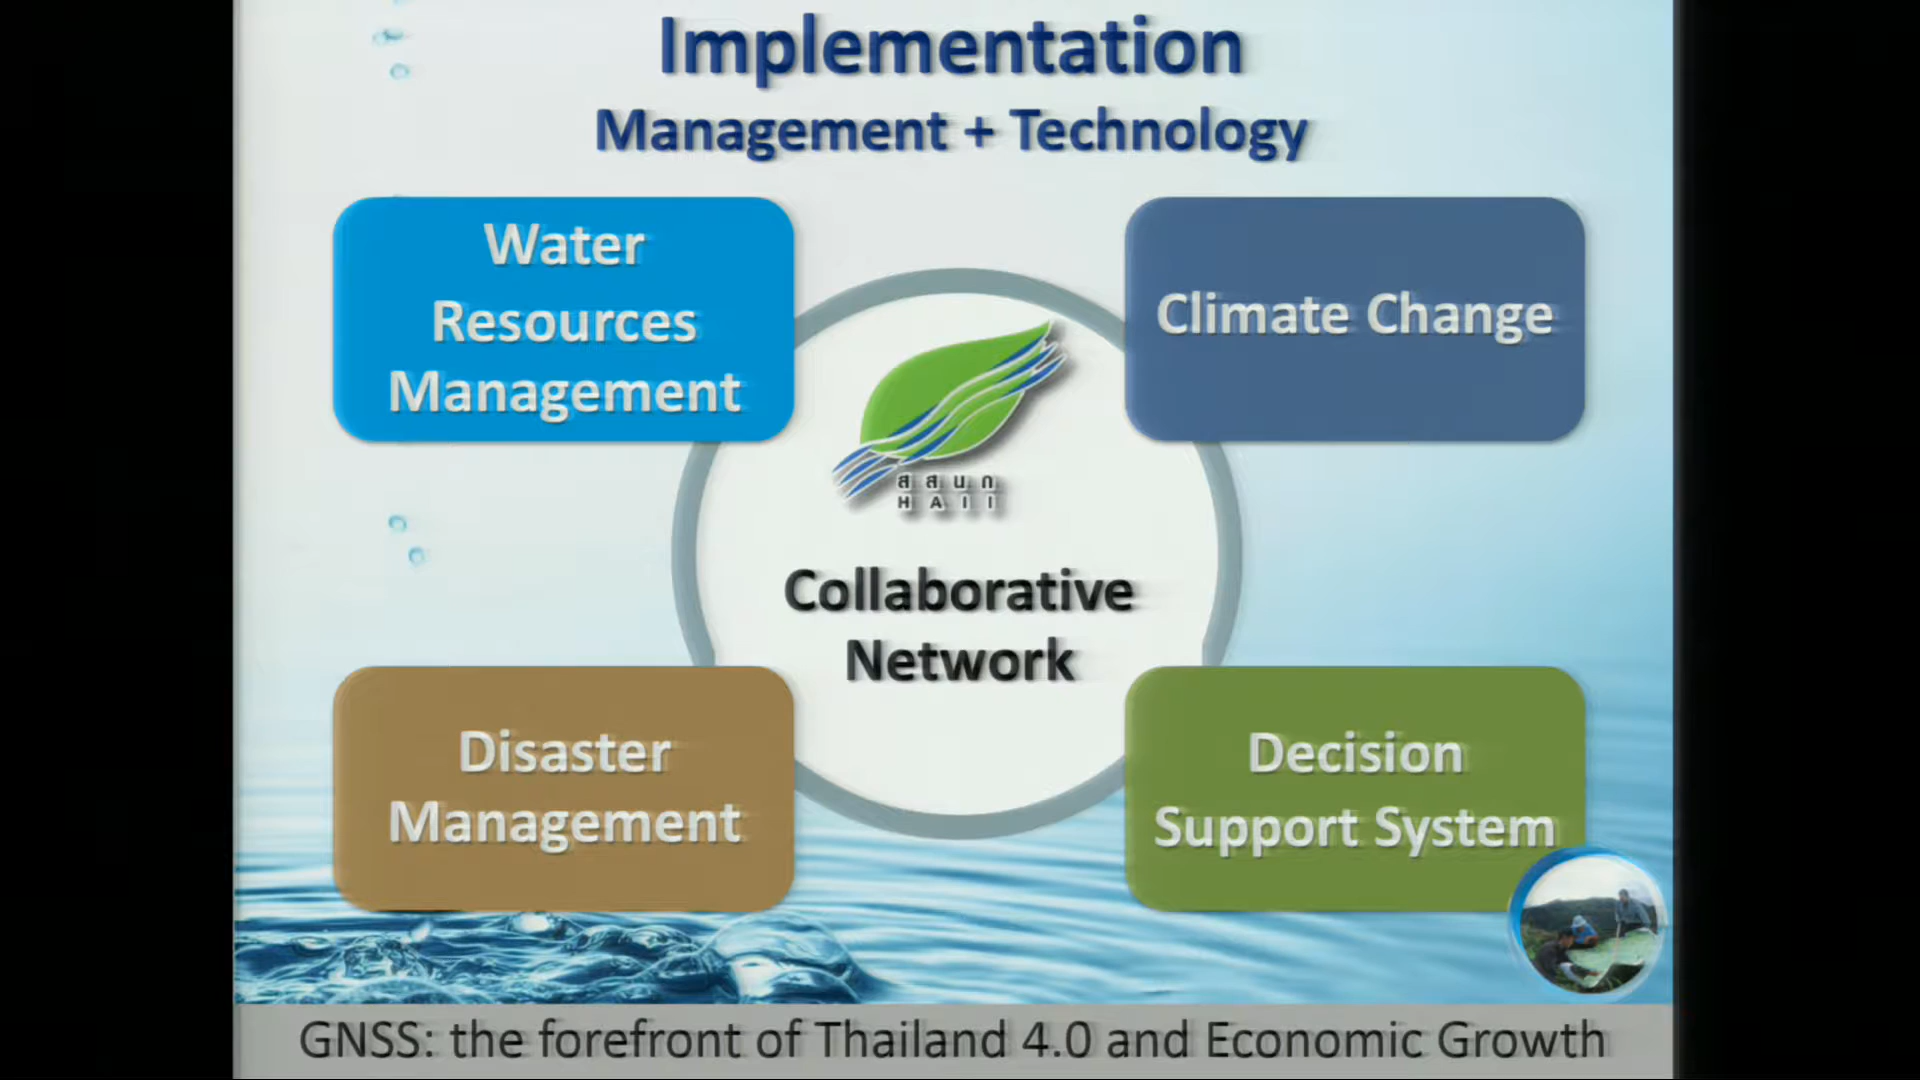 Implementation
Management + Technology
Water
Resources
Management
Climate Change
สสนก
HAII
Collaborative
Network
Disaster
Management
Decision
Support System
GNSS: the forefront of Thailand 4.0 and Economic Growth